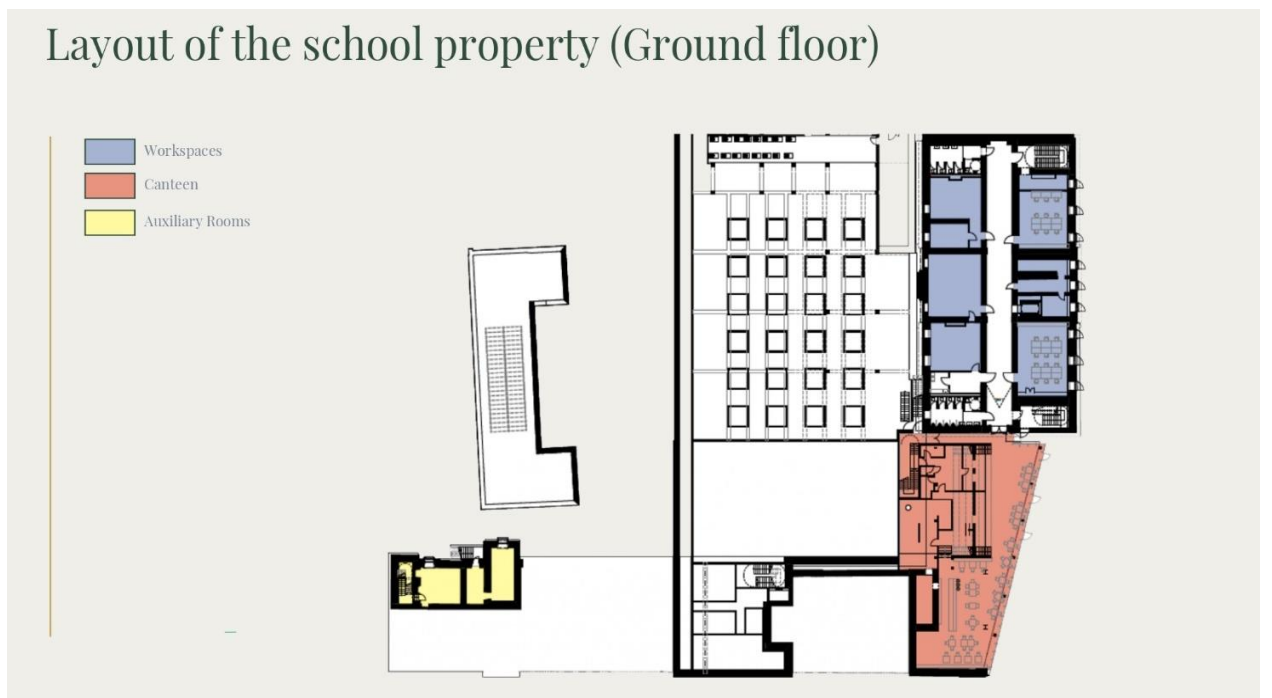 Layout of the school property (Ground floor)
Workspaces
Canteen
Auxiliary Rooms